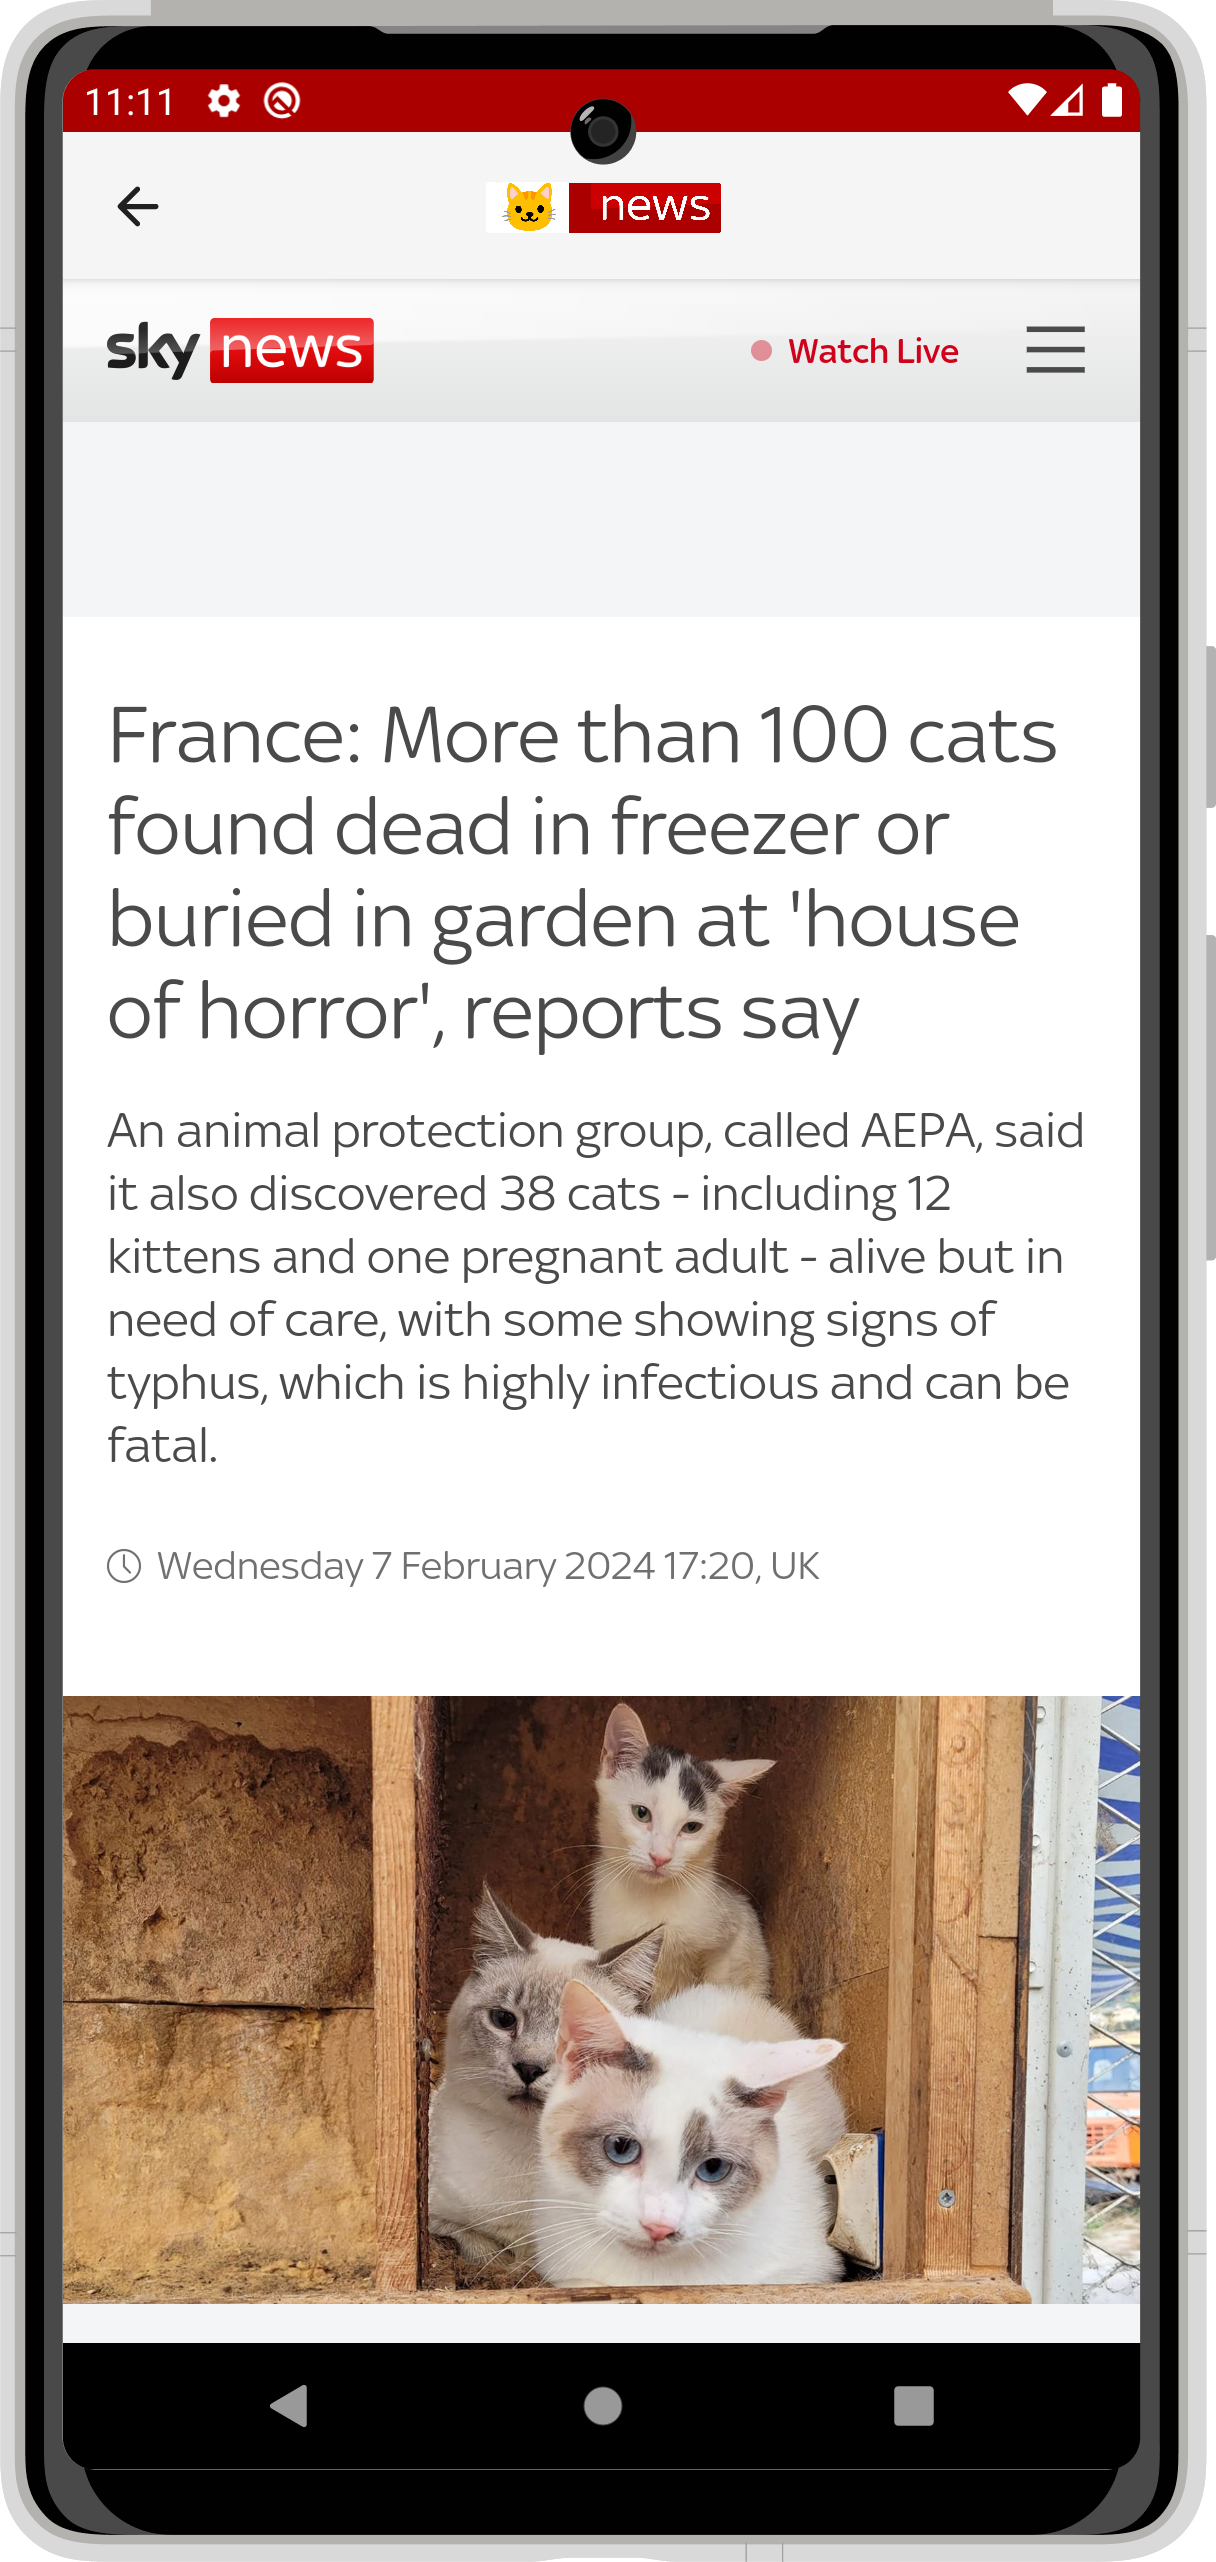 11:11
news
sky news
Watch Live
France: More than 100 cats
found dead in freezer or
buried in garden at 'house
of horror', reports say
An animal protection group, called AEPA, said
it also discovered 38 cats - including 12
kittens and one pregnant adult - alive but in
need of care, with some showing signs of
typhus, which is highly infectious and can be
fatal.
Wednesday 7 February 2024 17:20, UK